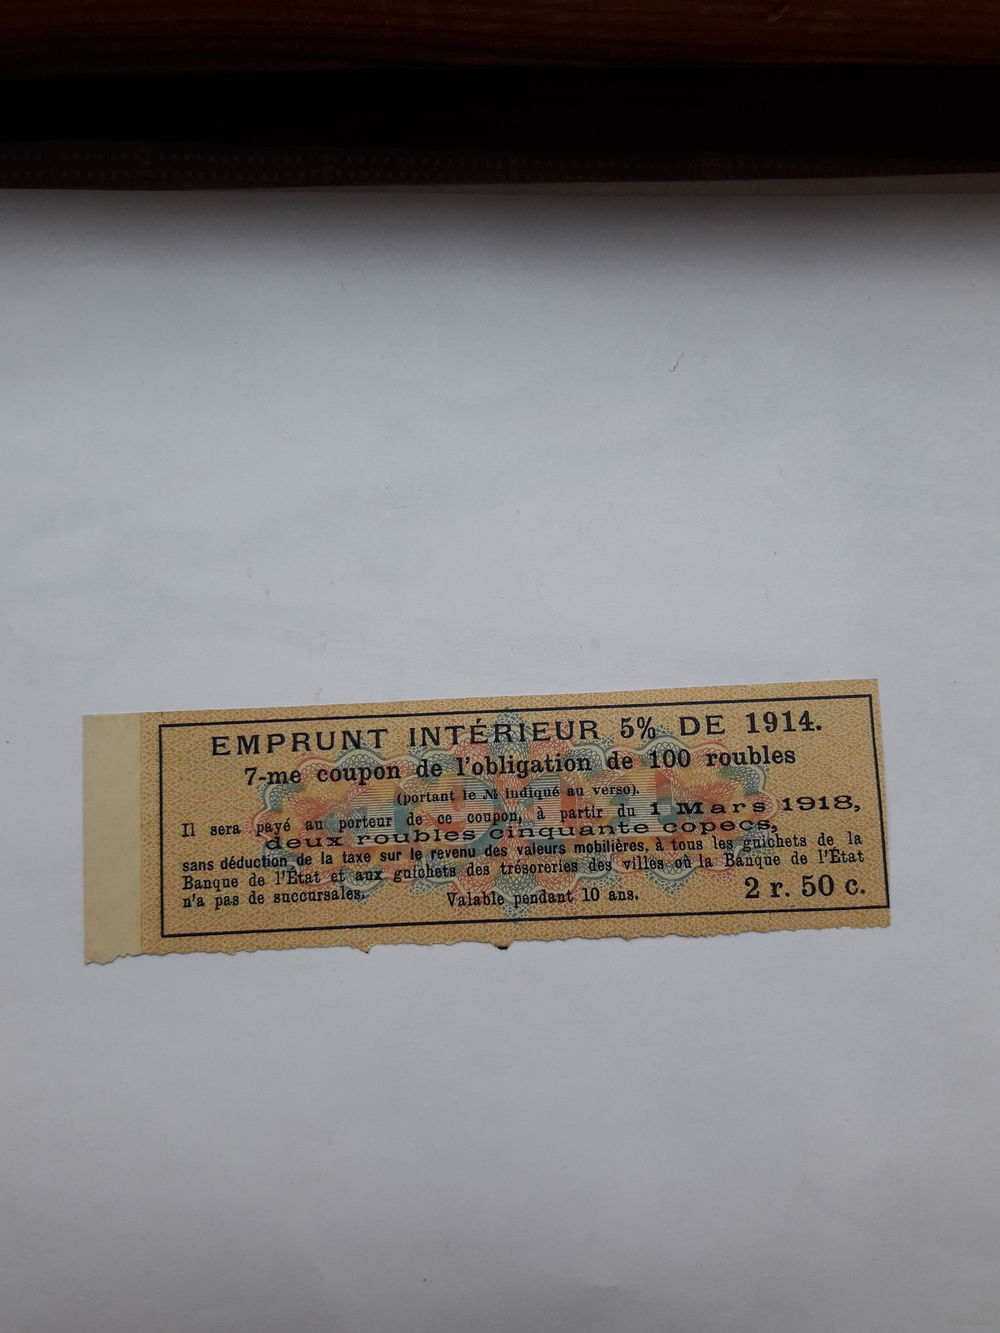 EMPRUNT INTÉRIEUR 5% DE 1914.
7-me coupon de l'obligation de 100 roubles
(portant le № indiqué au verso).
Il sera payé au porteur de ce coupon, à partir du 1 Mars 1918,
deux roubles cinquante copecs,
sans déduction de la taxe sur le revenu des valeurs mobilières, à tous les guichets de la
Banque de l'État et aux guichets des trésoreries des villes où la Banque de l'État
n'a pas de succursales. Valable pendant 10 ans. 2 r. 50 c.